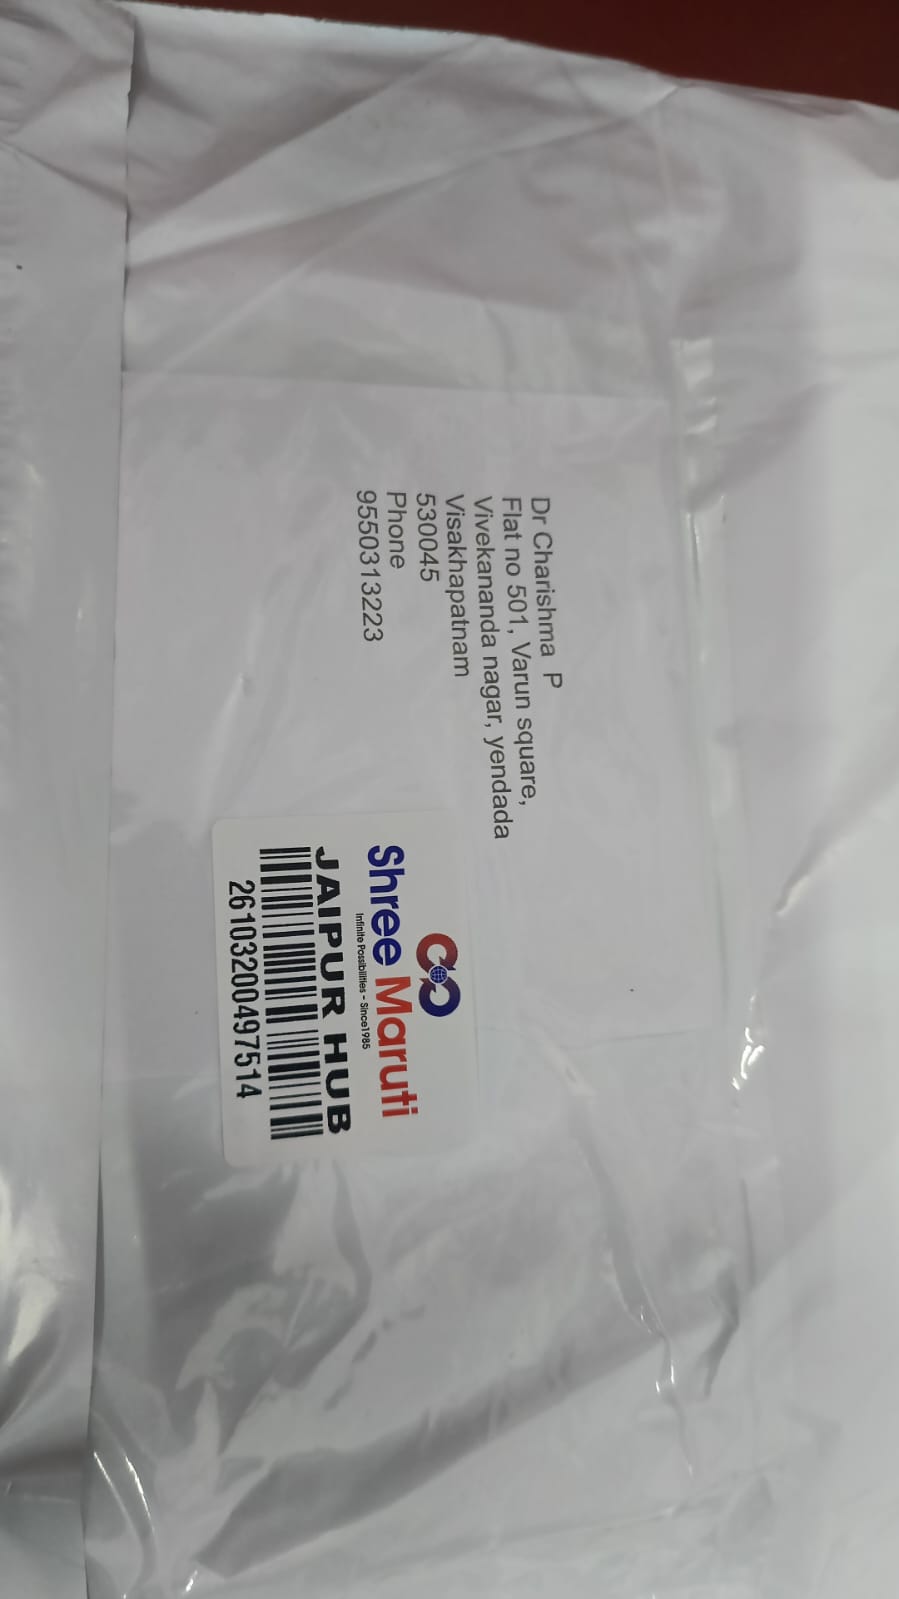 Dr Charishma P
Flat no 501, Varun square,
Vivekananda nagar, yendada
Visakhapatnam
530045
Phone
9550313223
Shree Maruti
Infinite Possibilities - Since1985
JAIPUR HUB
26103200497514